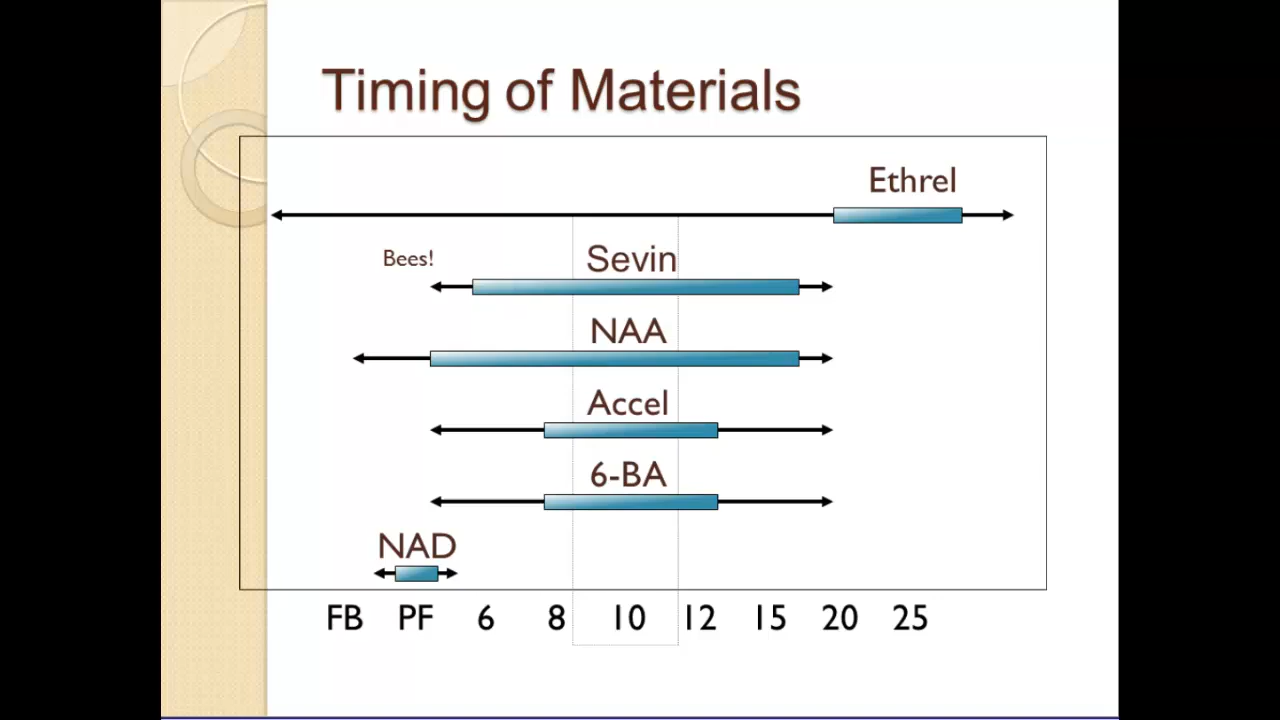 Timing of Materials
Ethrel
Bees!
Sevin
NAA
Accel
6-BA
NAD
FB PF 6 8 10 12 15 20 25